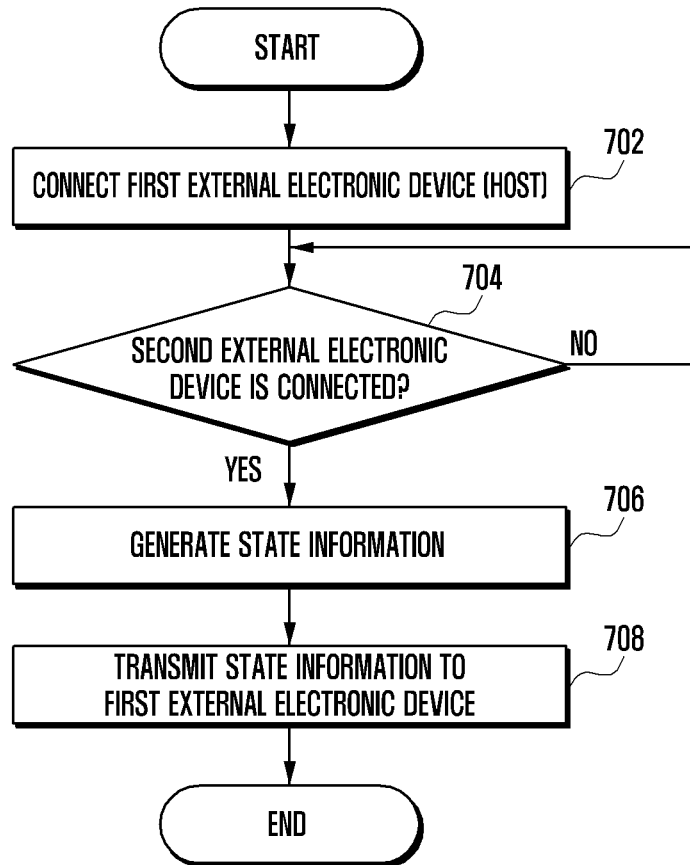 START
702
CONNECT FIRST EXTERNAL ELECTRONIC DEVICE (HOST)
704
SECOND EXTERNAL ELECTRONIC
DEVICE IS CONNECTED?
NO
YES
706
GENERATE STATE INFORMATION
708
TRANSMIT STATE INFORMATION TO
FIRST EXTERNAL ELECTRONIC DEVICE
END